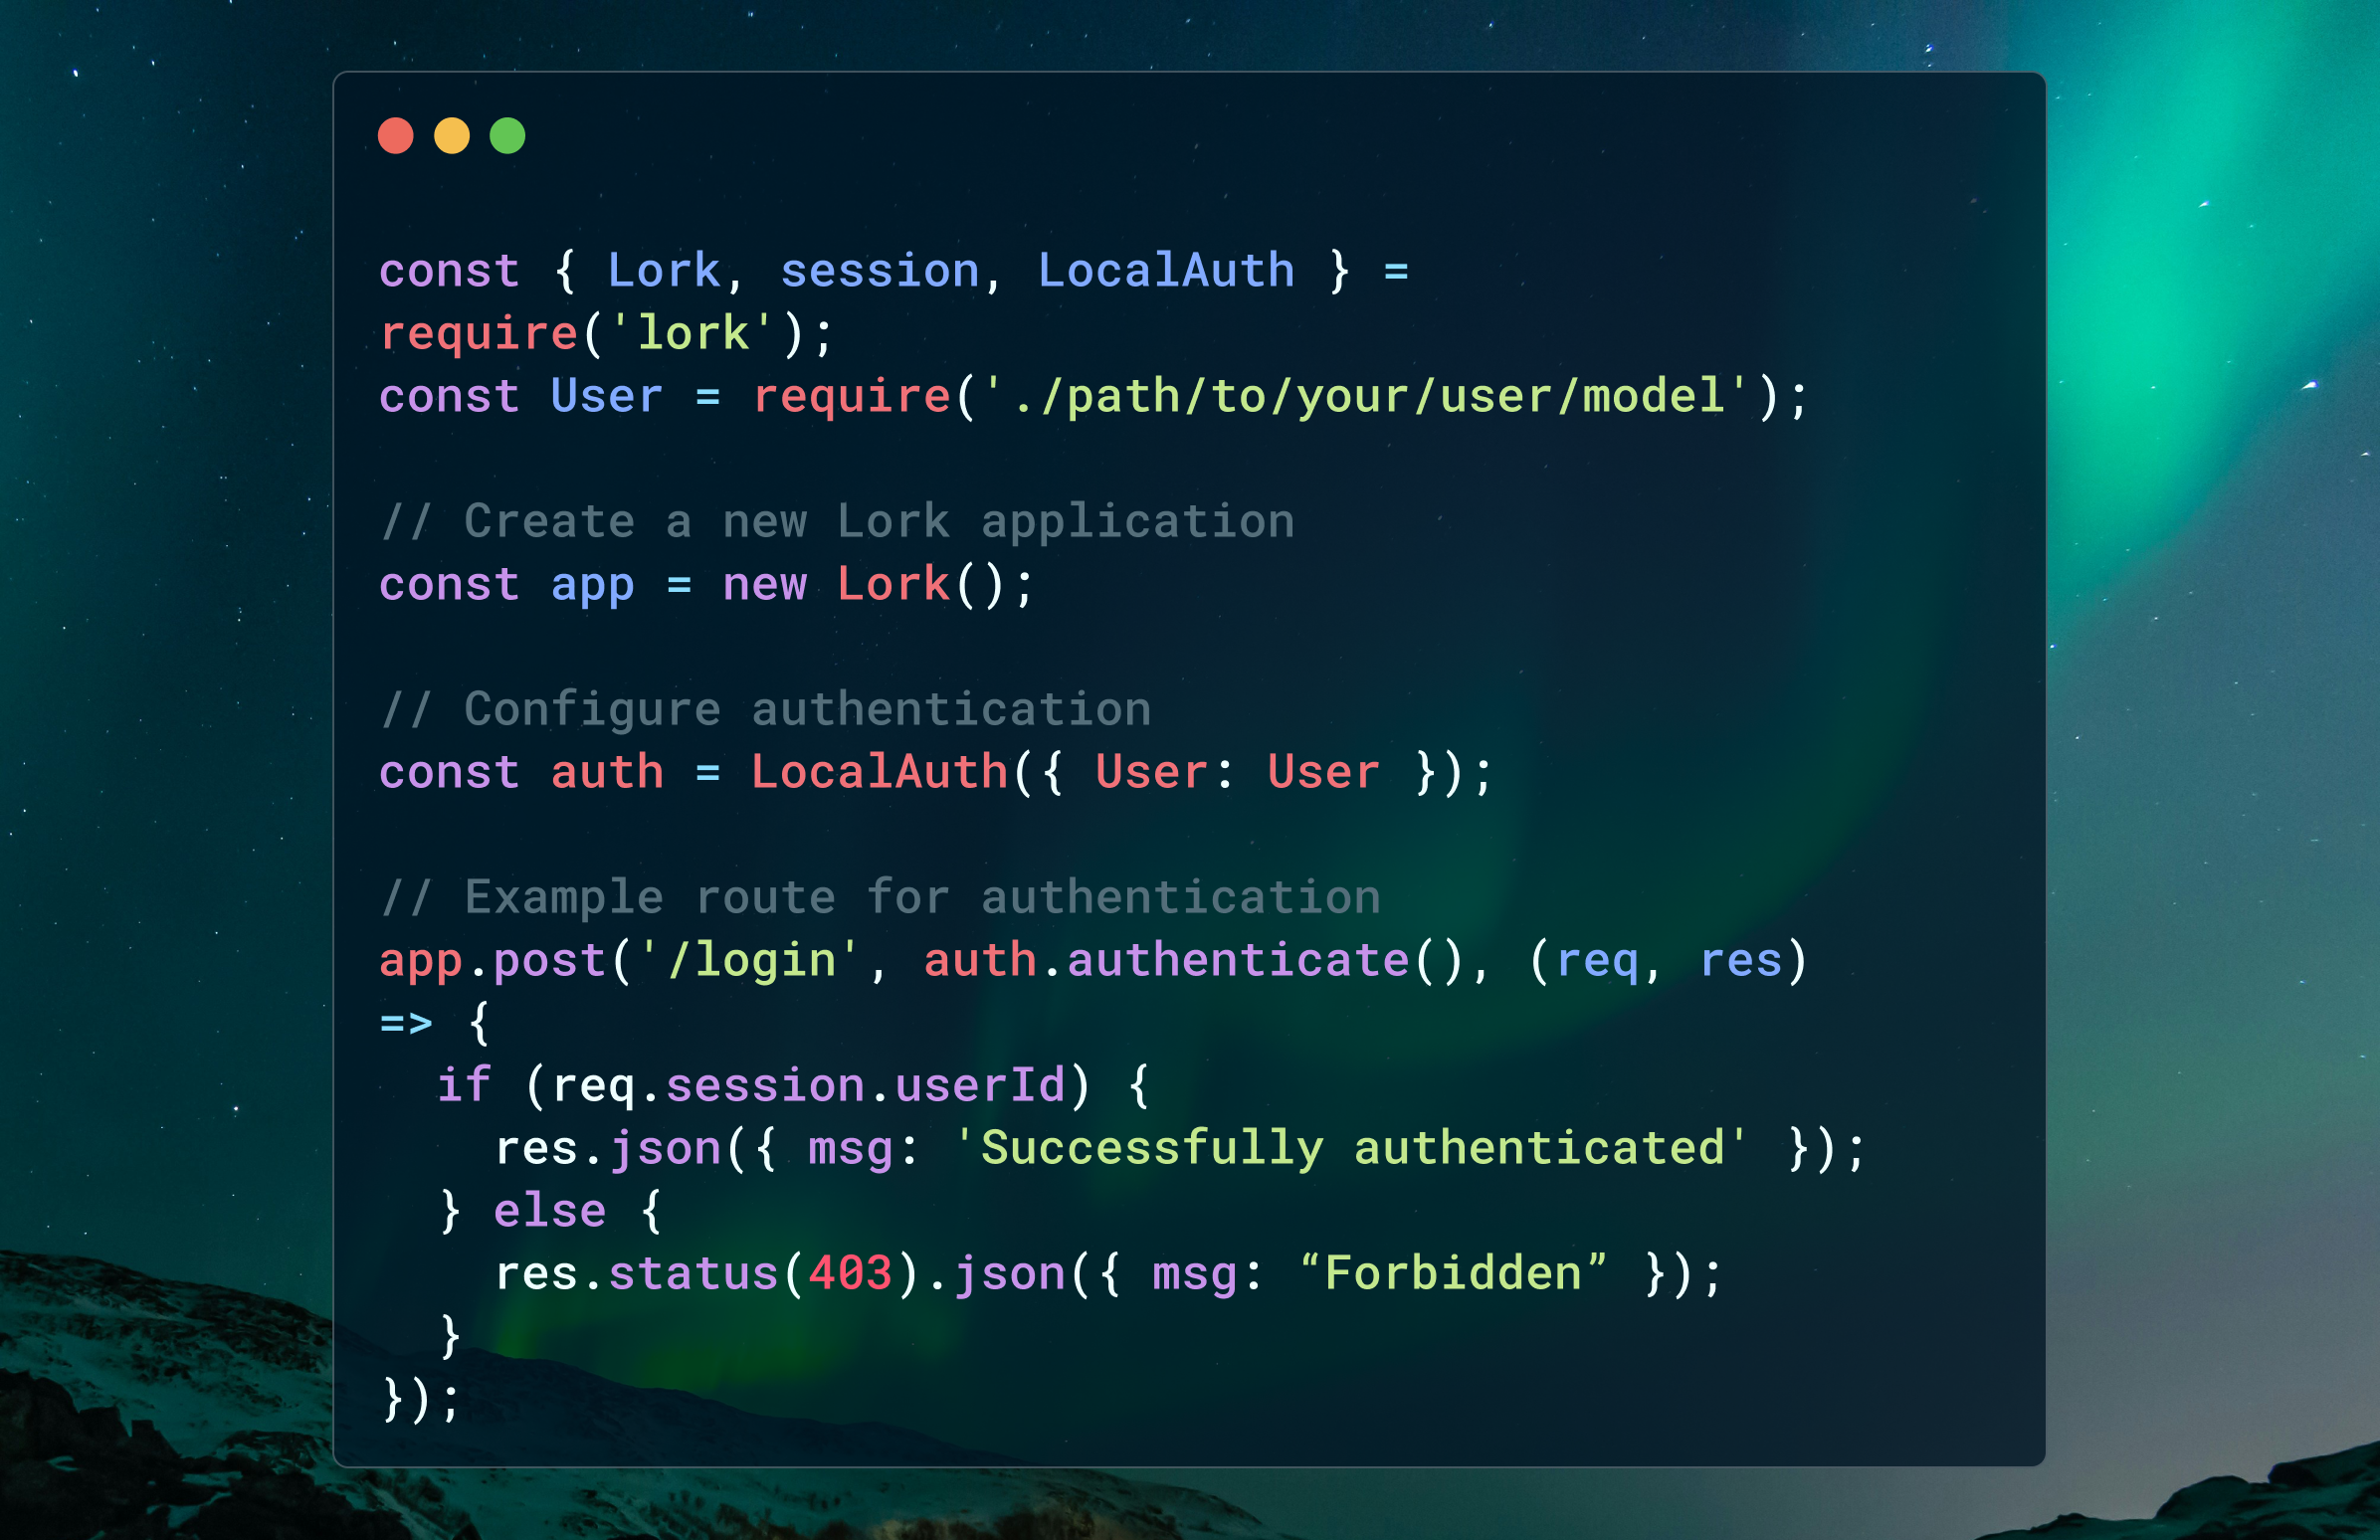 const { Lork, session, LocalAuth } =
require('lork');
const User = require('./path/to/your/user/model');
// Create a new Lork application
const app = new Lork();
// Configure authentication
const auth = LocalAuth({ User: User });
// Example route for authentication
app.post('/login', auth.authenticate(), (req, res)
=> {
  if (req.session.userId) {
    res.json({ msg: 'Successfully authenticated' });
  } else {
    res.status(403).json({ msg: “Forbidden” });
  }
});